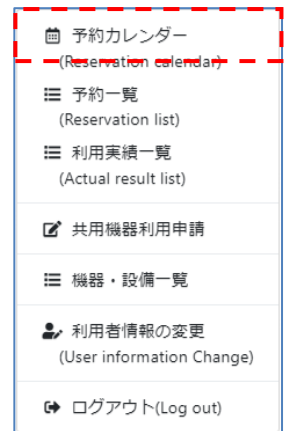 予約カレンダー
(Reservation calendar)
予約一覧
(Reservation list)
利用実績一覧
(Actual result list)
共用機器利用申請
機器・設備一覧
利用者情報の変更
(User information Change)
ログアウト(Log out)